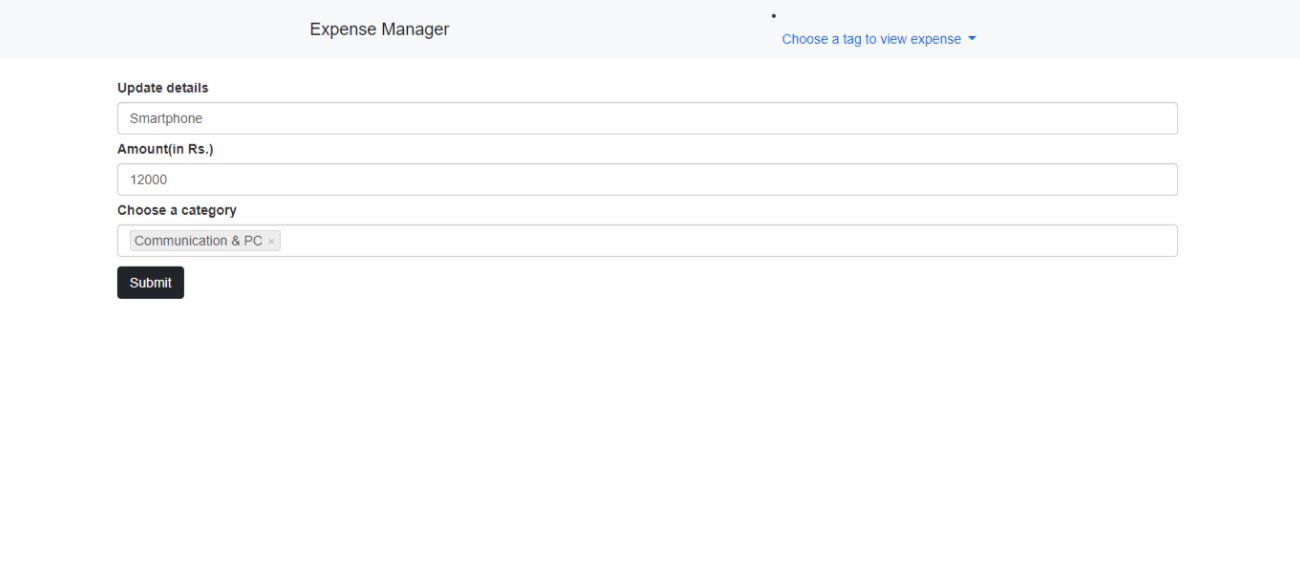 Expense Manager
Choose a tag to view expense
Update details
Smartphone
Amount(in Rs.)
12000
Choose a category
Communication & PC ×
Submit